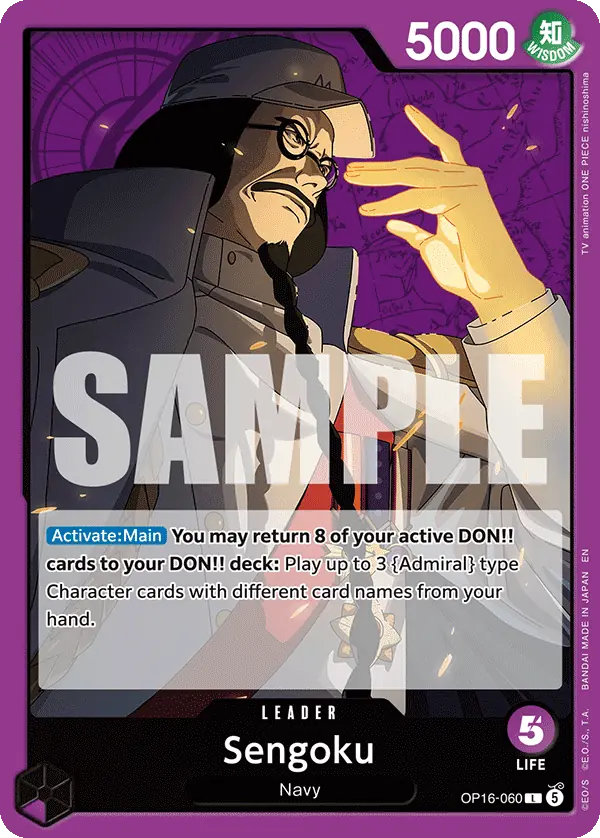 5000
知
WISDOM
TV animation ONE PIECE nishinoshima
SAMPLE
Activate:Main You may return 8 of your active DON!!
cards to your DON!! deck: Play up to 3 {Admiral} type
Character cards with different card names from your
hand.
LEADER
Sengoku
Navy
5
LIFE
OP16-060 L 5
©EO/S ©E.O./S., T.A. BANDAI MADE IN JAPAN EN